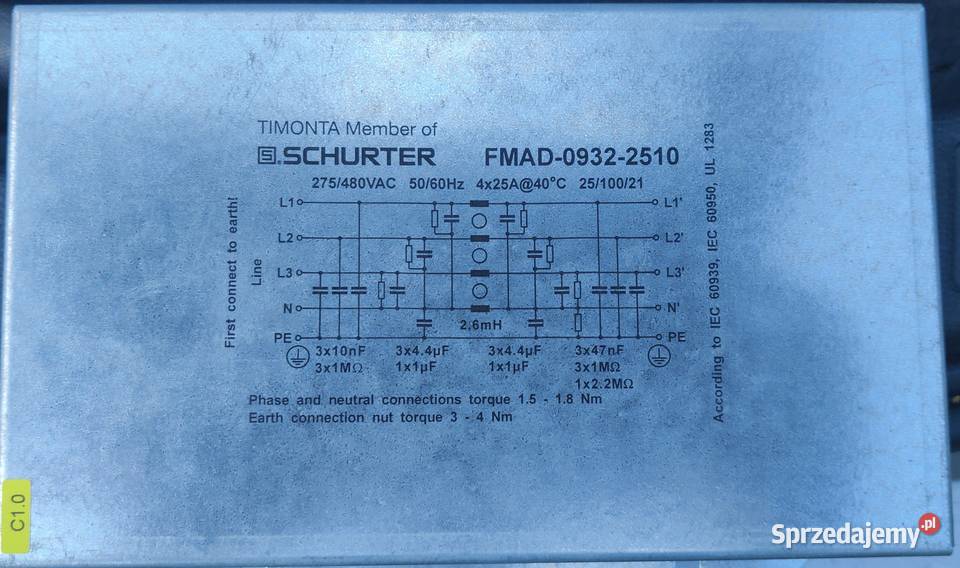 TIMONTA Member of
SCHURTER FMAD-0932-2510
275/480VAC 50/60Hz 4x25A@40°C 25/100/21
First connect to earth!
Line
L1 L1'
L2 L2'
L3 L3'
N N'
2.6mH
PE PE
3x10nF 3x4.4µF 3x4.4µF 3x47nF
3x1MΩ 1x1µF 1x1µF 3x1MΩ
1x2.2MΩ
Phase and neutral connections torque 1.5 - 1.8 Nm
Earth connection nut torque 3 - 4 Nm
According to IEC 60939, IEC 60950, UL 1283
C1.0
Sprzedajemy.pl